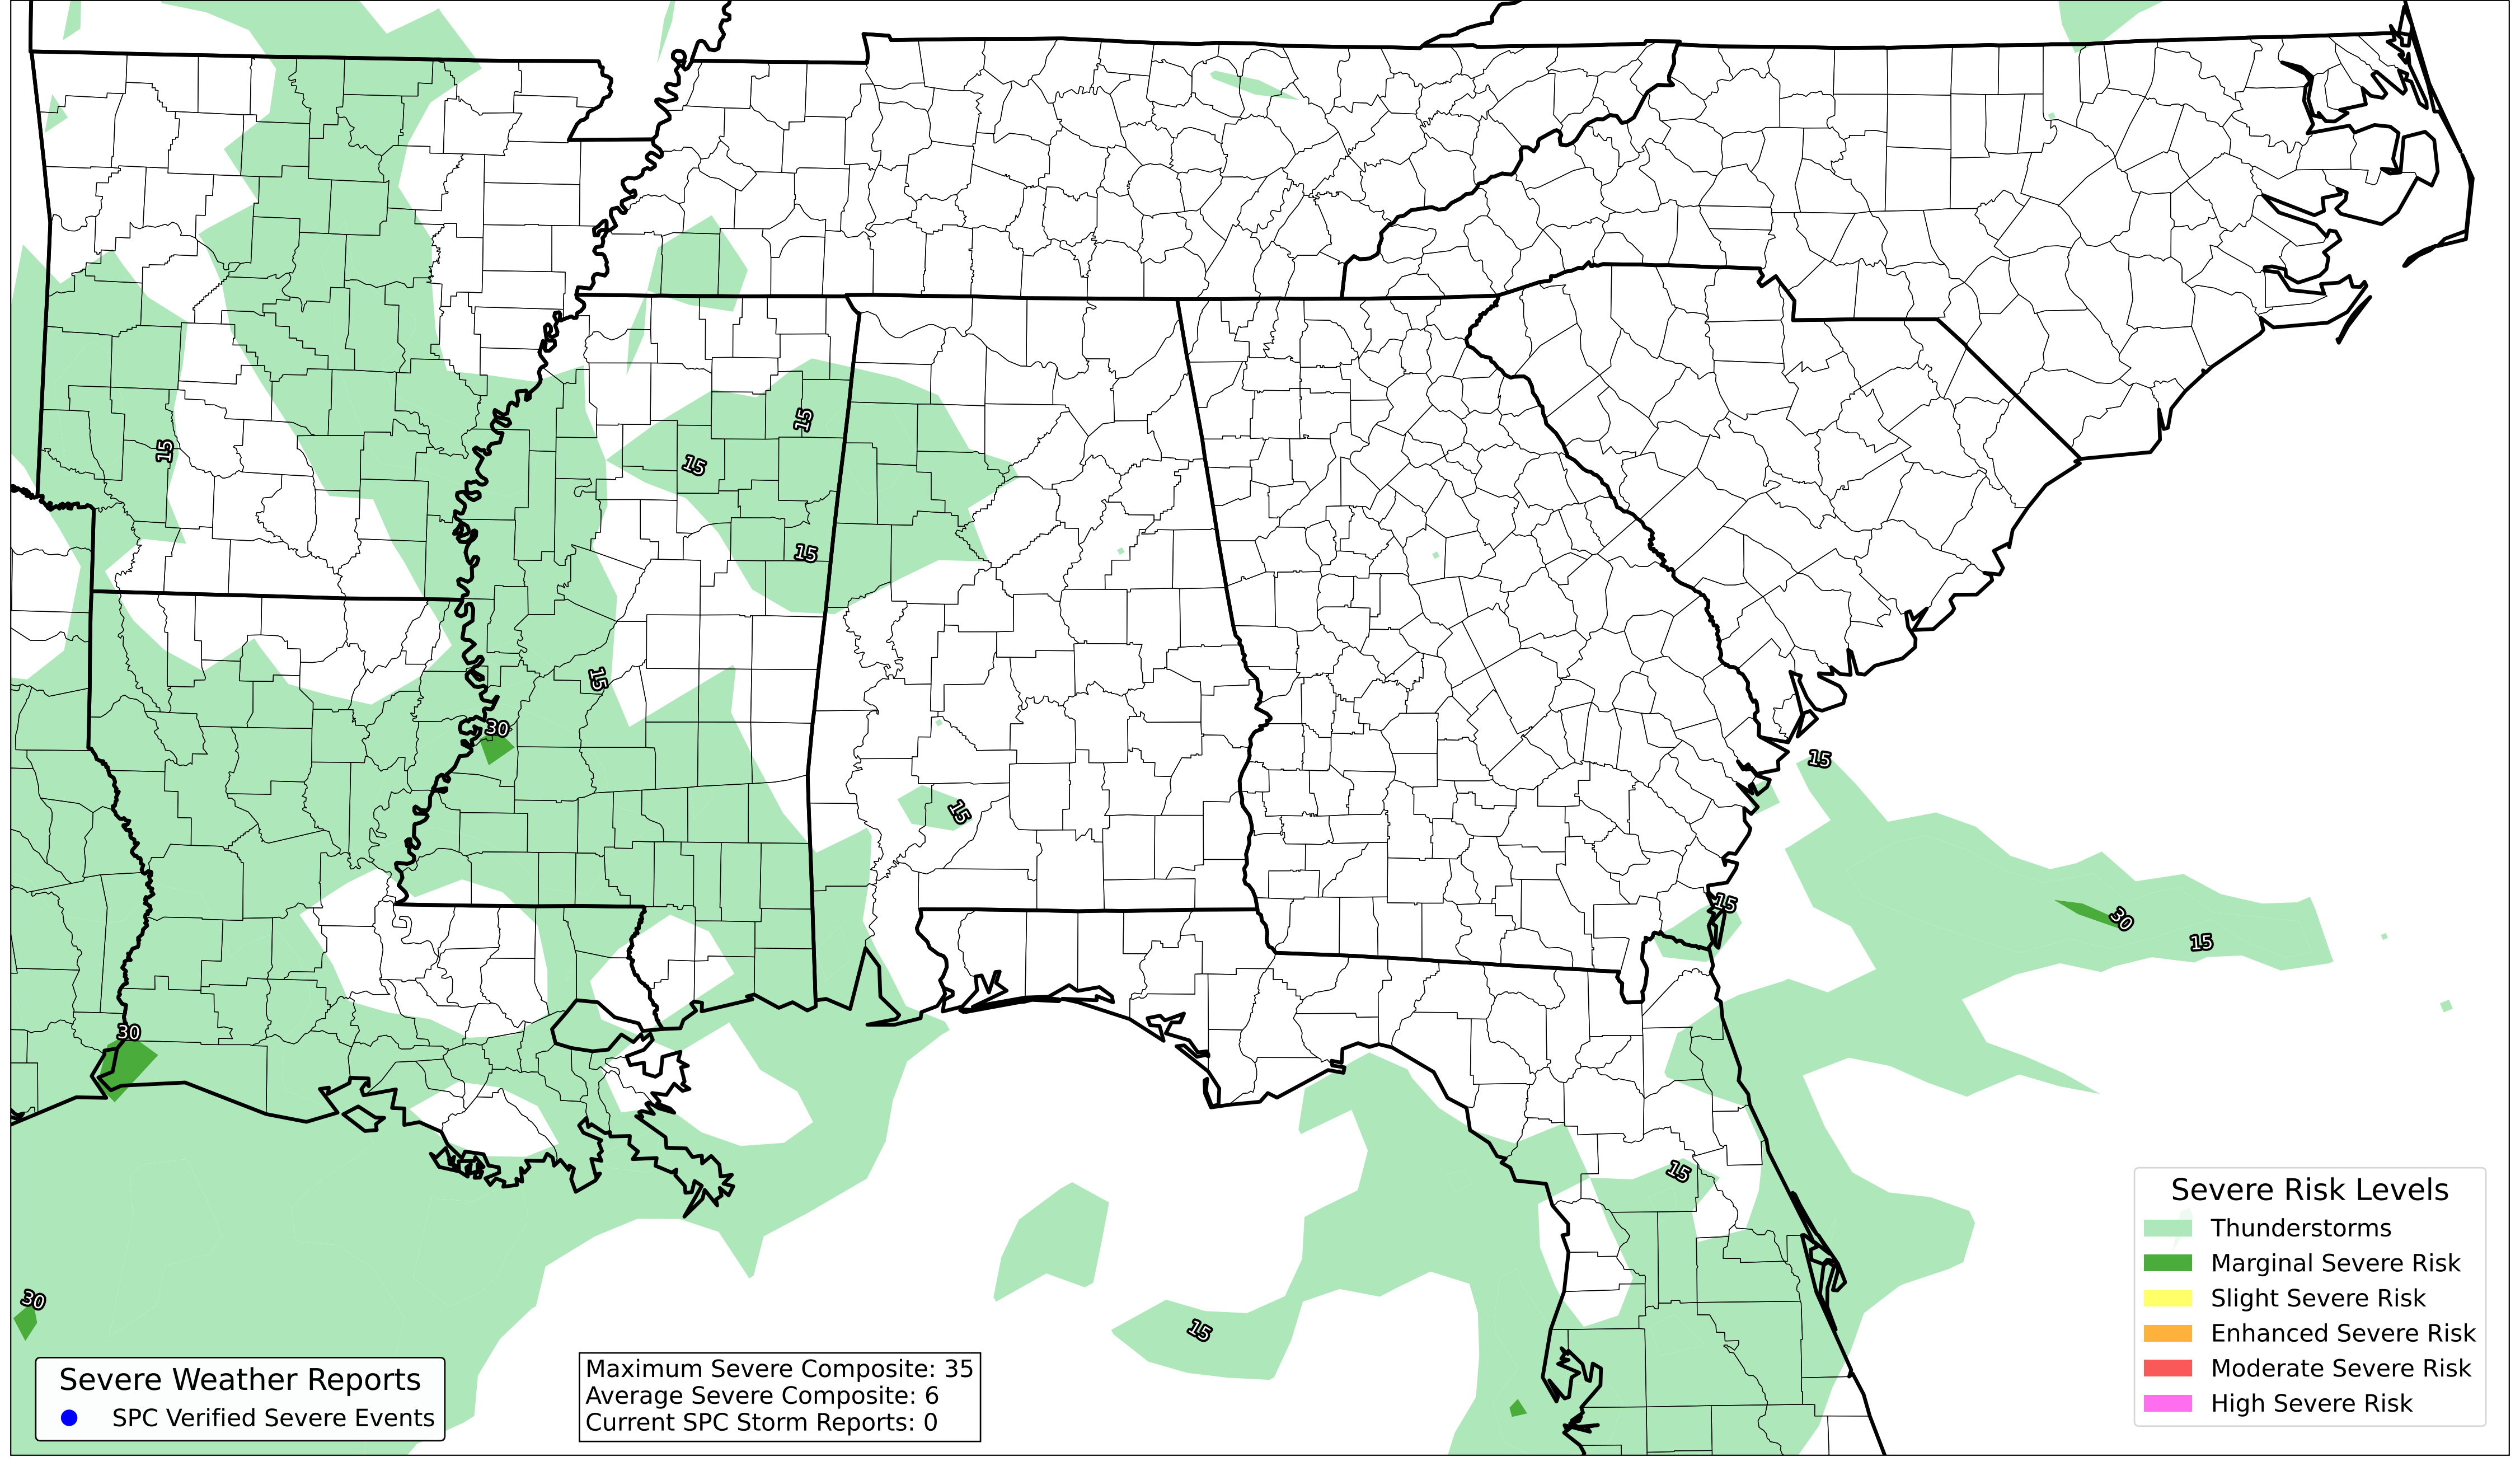 15
15
15
15
15
30
15
15
15
30
15
30
15
30
15
Severe Risk Levels
Thunderstorms
Marginal Severe Risk
Slight Severe Risk
Enhanced Severe Risk
Moderate Severe Risk
High Severe Risk
Severe Weather Reports
SPC Verified Severe Events
Maximum Severe Composite: 35
Average Severe Composite: 6
Current SPC Storm Reports: 0